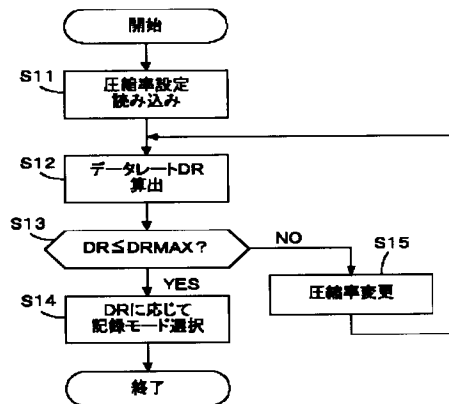 開始
S11
圧縮率設定
読み込み
S12
データレートDR
算出
S13
DR≦DRMAX?
NO
S15
圧縮率変更
YES
S14
DRに応じて
記録モード選択
終了